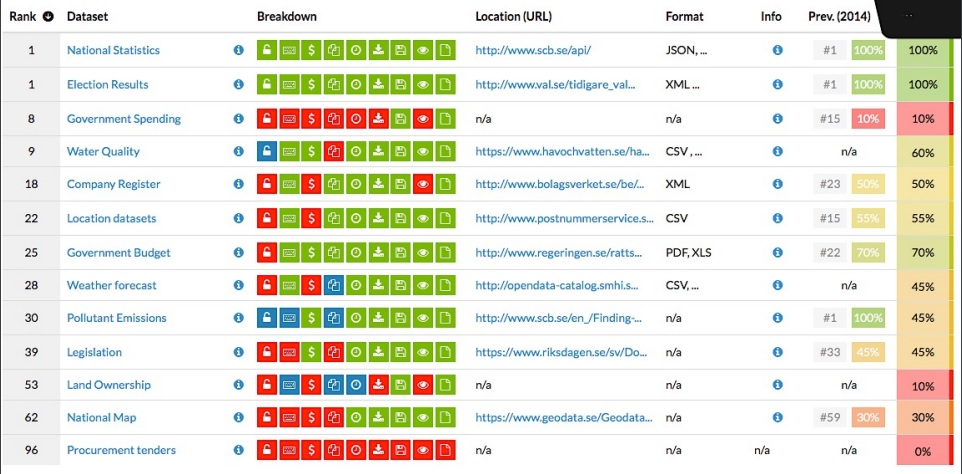 Rank Dataset Breakdown Location (URL) Format Info Prev. (2014)
1 National Statistics http://www.scb.se/api/ JSON, ... #1 100% 100%
1 Election Results http://www.val.se/tidigare_val... XML ... #1 100% 100%
8 Government Spending n/a n/a #15 10% 10%
9 Water Quality https://www.havochvatten.se/ha... CSV , ... n/a 60%
18 Company Register https://www.bolagsverket.se/be/... XML #23 50% 50%
22 Location datasets http://www.postnummerservice.s... CSV #15 55% 55%
25 Government Budget http://www.regeringen.se/ratts... PDF, XLS #22 70% 70%
28 Weather forecast http://opendata-catalog.smhi.s... CSV, ... n/a 45%
30 Pollutant Emissions http://www.scb.se/en_/Finding-... n/a #1 100% 45%
39 Legislation https://www.riksdagen.se/sv/Do... n/a #33 45% 45%
53 Land Ownership n/a n/a n/a 10%
62 National Map https://www.geodata.se/Geodata... n/a #59 30% 30%
96 Procurement tenders n/a n/a n/a n/a 0%